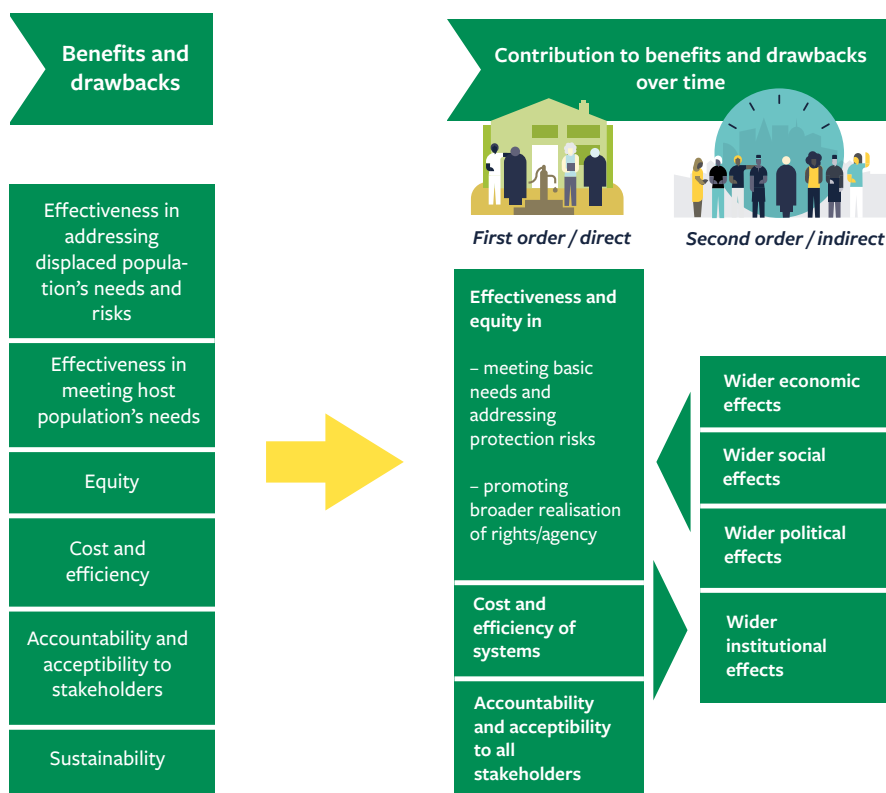 Benefits and
drawbacks
Effectiveness in
addressing
displaced popula-
tion's needs and
risks
Effectiveness in
meeting host
population's needs
Equity
Cost and
efficiency
Accountability and
acceptibility to
stakeholders
Sustainability
Contribution to benefits and drawbacks
over time
First order / direct
Second order / indirect
Effectiveness and
equity in
– meeting basic
needs and
addressing
protection risks
– promoting
broader realisation
of rights/agency
Cost and
efficiency of
systems
Accountability
and acceptibility
to all
stakeholders
Wider economic
effects
Wider social
effects
Wider political
effects
Wider
institutional
effects